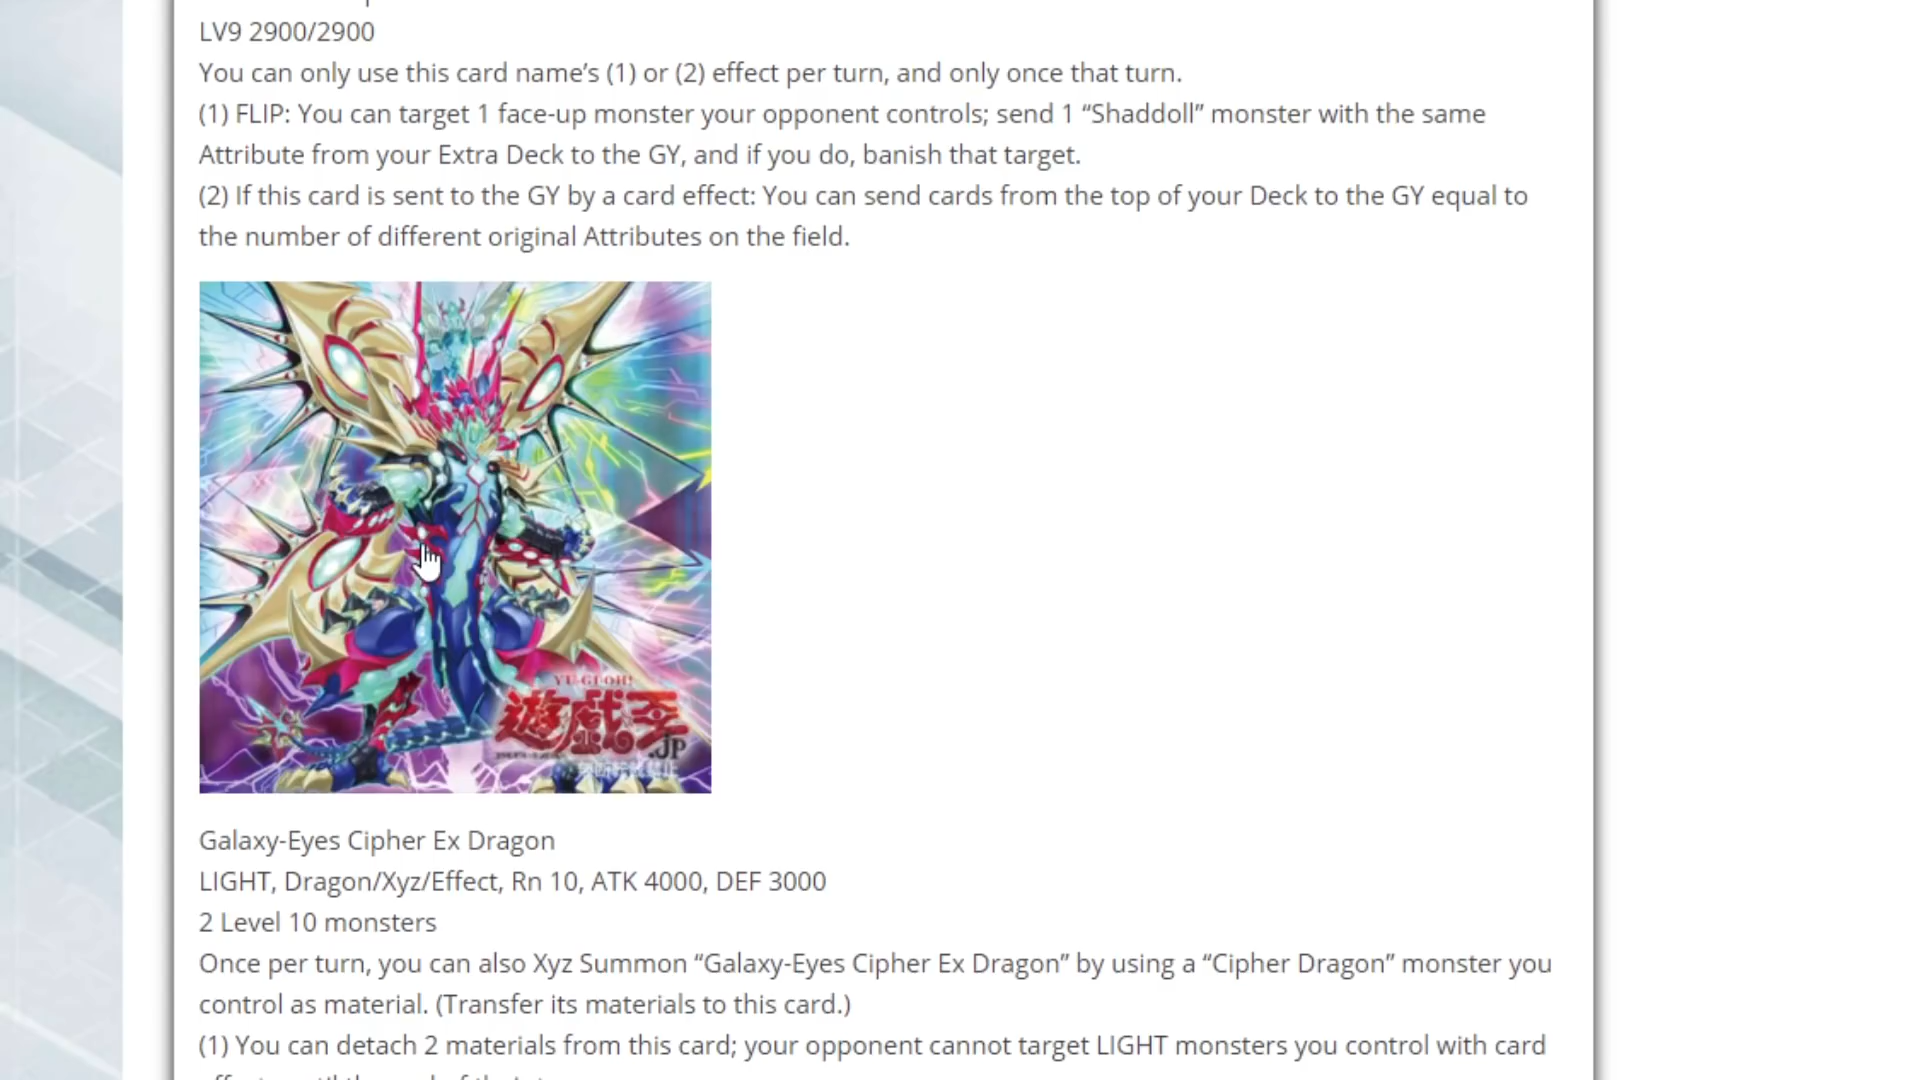 LV9 2900/2900
You can only use this card name’s (1) or (2) effect per turn, and only once that turn.
(1) FLIP: You can target 1 face-up monster your opponent controls; send 1 “Shaddoll” monster with the same
Attribute from your Extra Deck to the GY, and if you do, banish that target.
(2) If this card is sent to the GY by a card effect: You can send cards from the top of your Deck to the GY equal to
the number of different original Attributes on the field.
YU-GI-OH!
遊戯王
.JP
Galaxy-Eyes Cipher Ex Dragon
LIGHT, Dragon/Xyz/Effect, Rn 10, ATK 4000, DEF 3000
2 Level 10 monsters
Once per turn, you can also Xyz Summon “Galaxy-Eyes Cipher Ex Dragon” by using a “Cipher Dragon” monster you
control as material. (Transfer its materials to this card.)
(1) You can detach 2 materials from this card; your opponent cannot target LIGHT monsters you control with card